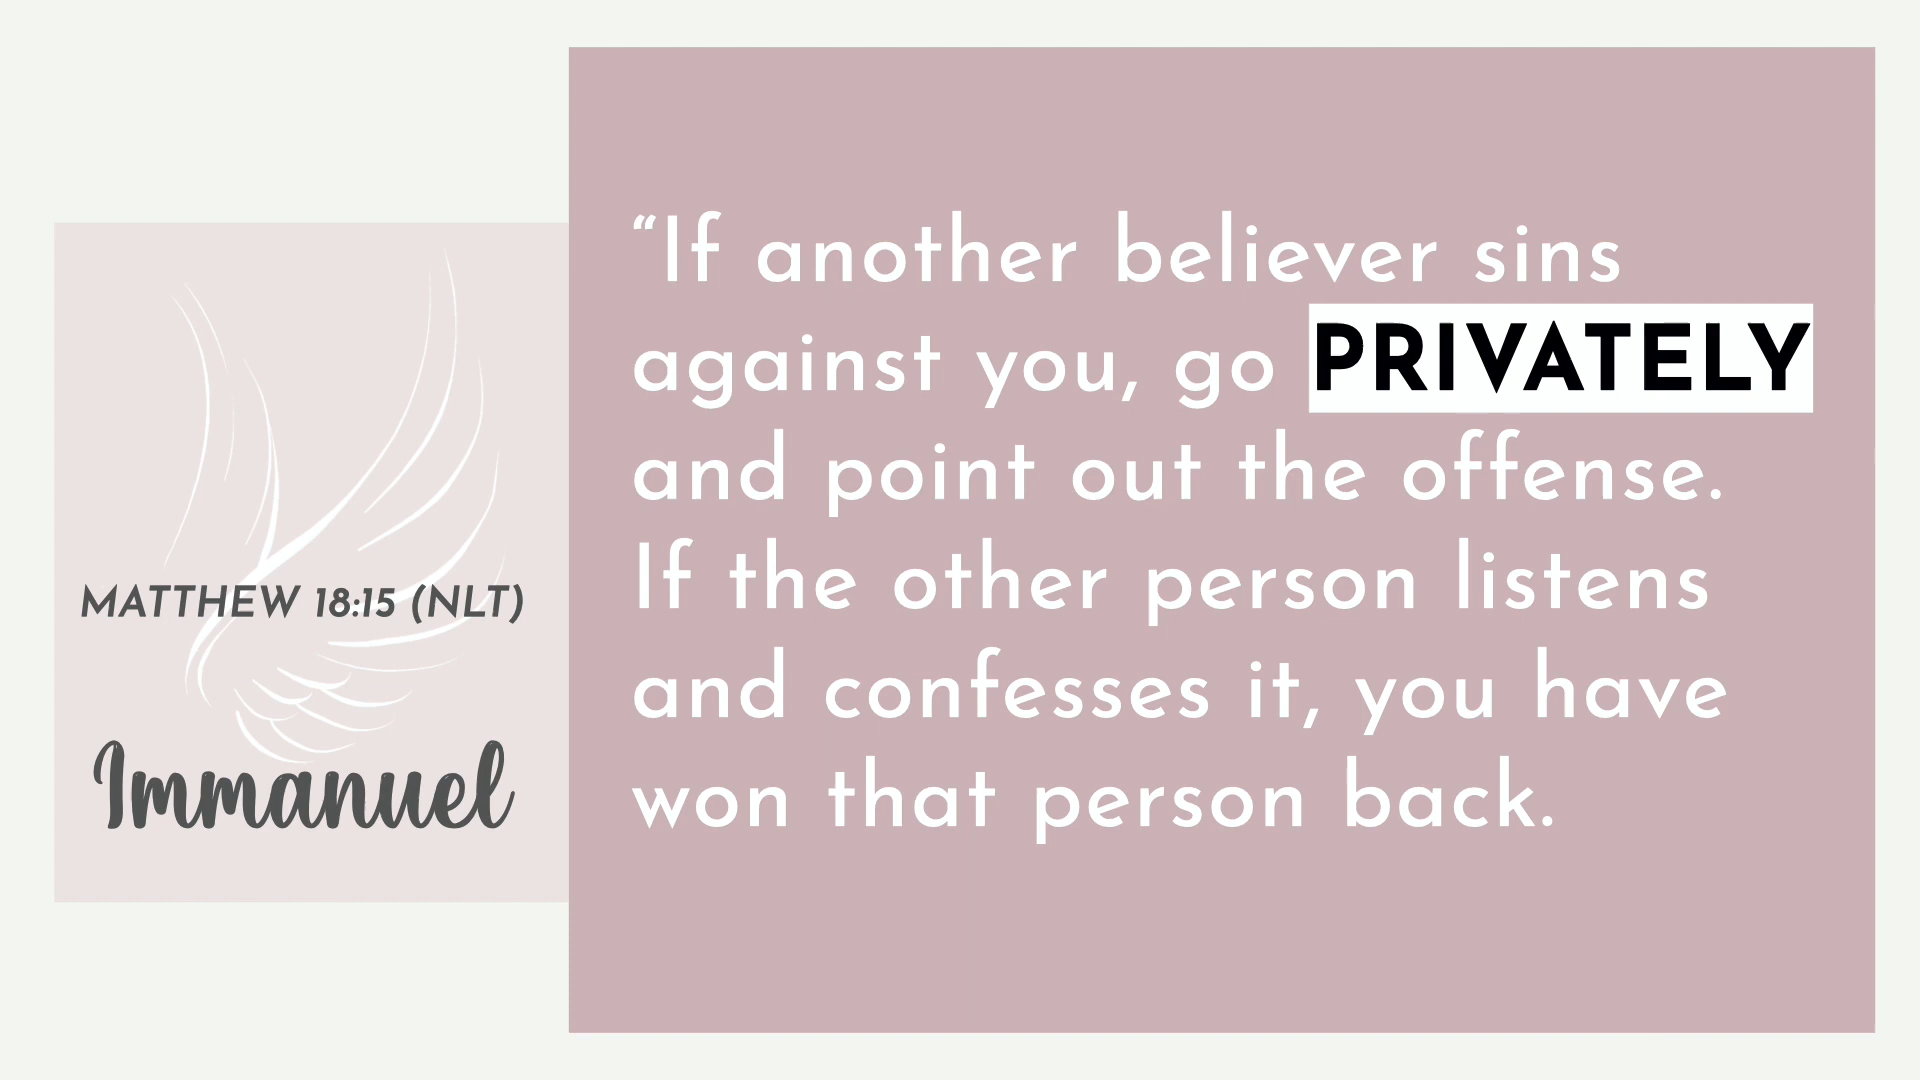 MATTHEW 18:15 (NLT)
Immanuel
“If another believer sins
against you, go PRIVATELY
and point out the offense.
If the other person listens
and confesses it, you have
won that person back.